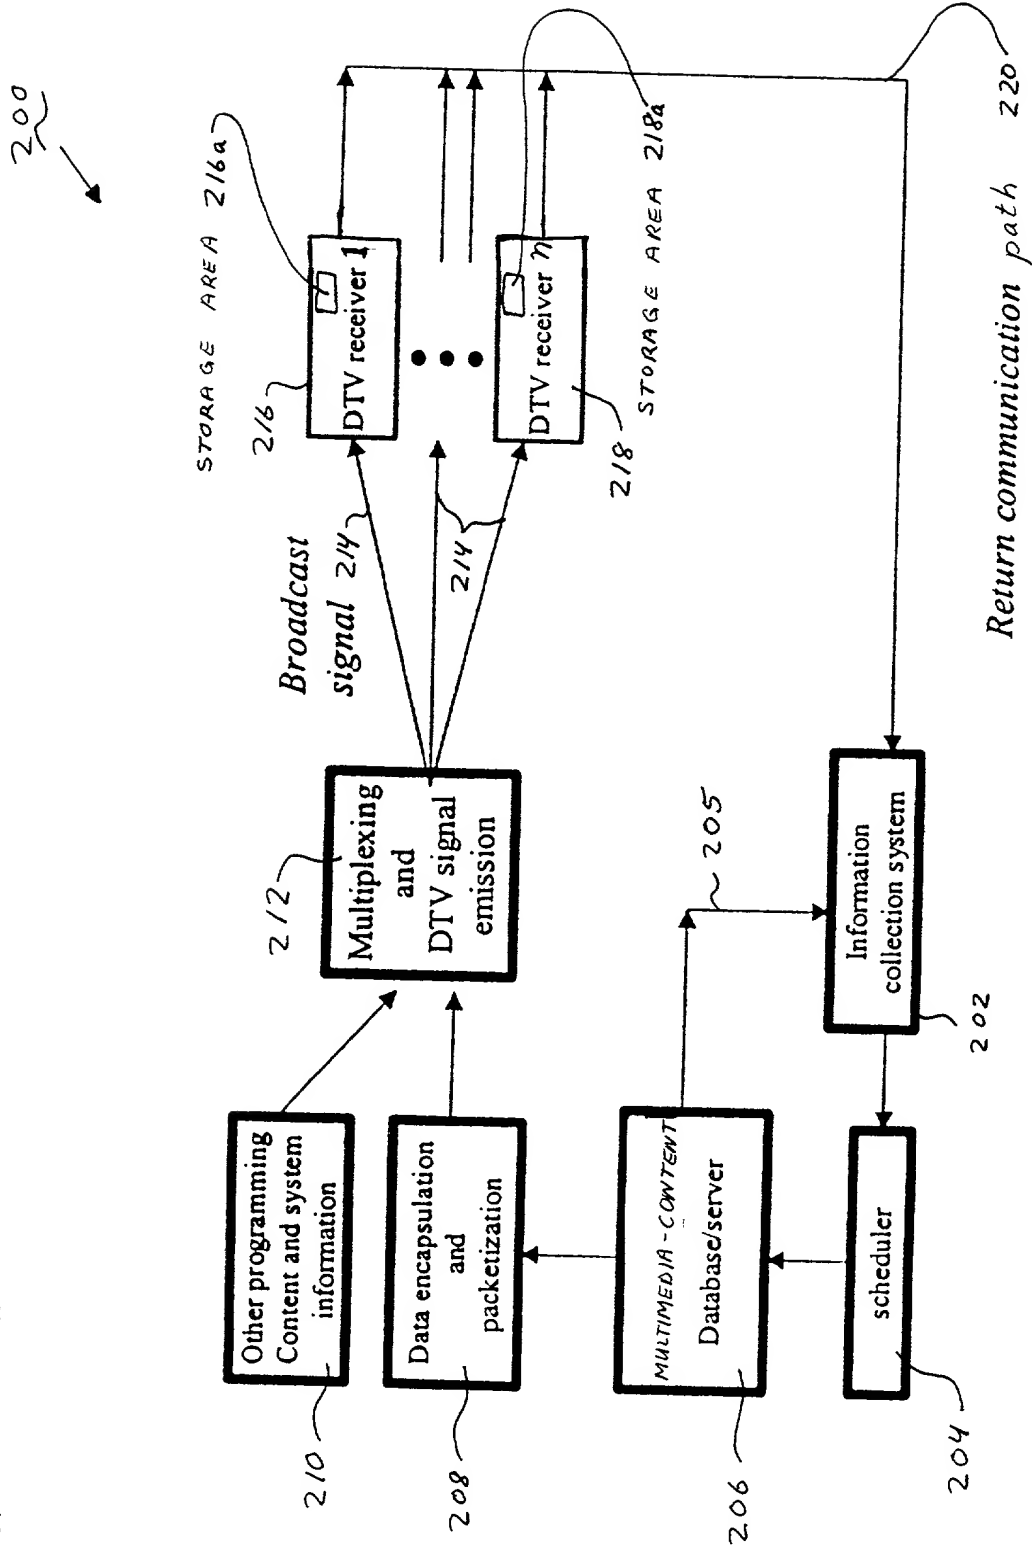 200
STORAGE AREA 216a
216
DTV receiver 1
Broadcast
signal 214
214
DTV receiver n
218
STORAGE AREA 218a
212
Multiplexing
and
DTV signal
emission
Other programming
Content and system
information
210
Data encapsulation
and
packetization
208
MULTIMEDIA-CONTENT
Database/server
206
205
Information
collection system
202
scheduler
204
Return communication path 220